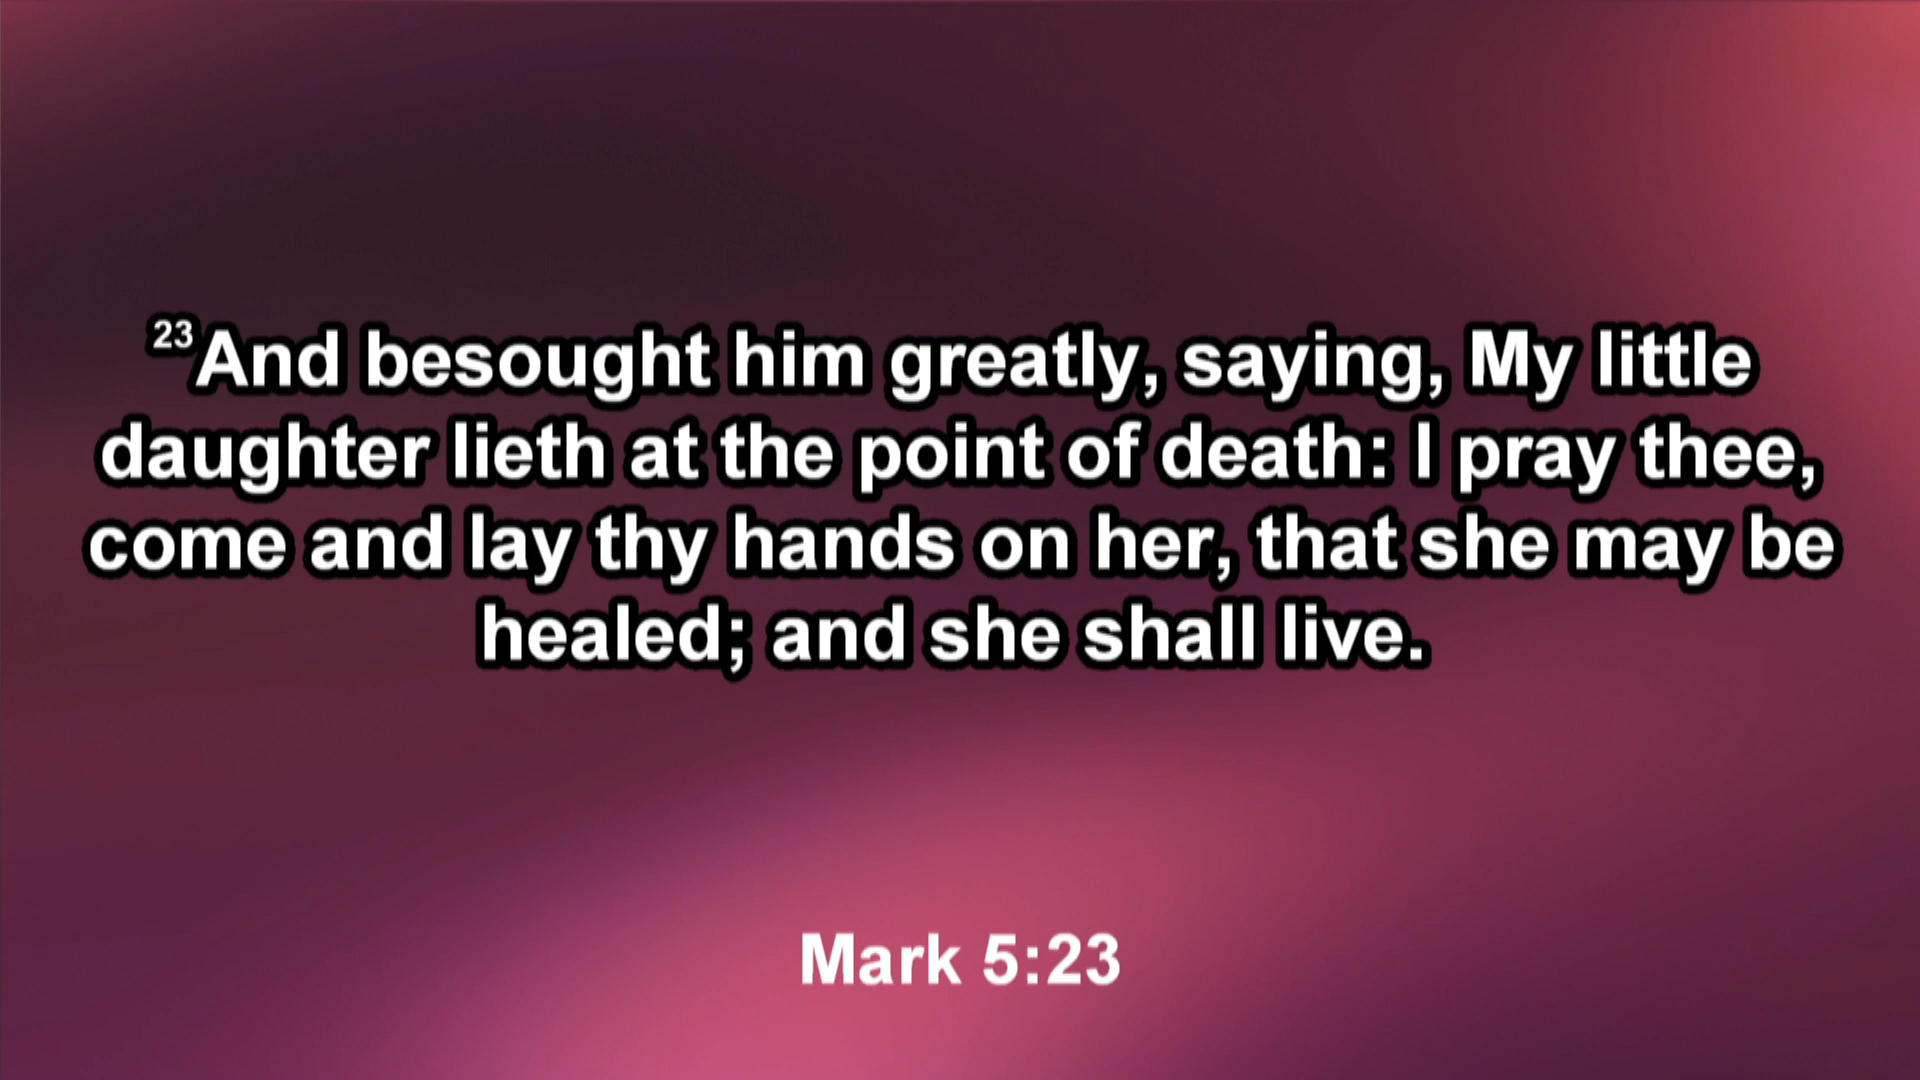 23And besought him greatly, saying, My little
daughter lieth at the point of death: I pray thee,
come and lay thy hands on her, that she may be
healed; and she shall live.
Mark 5:23